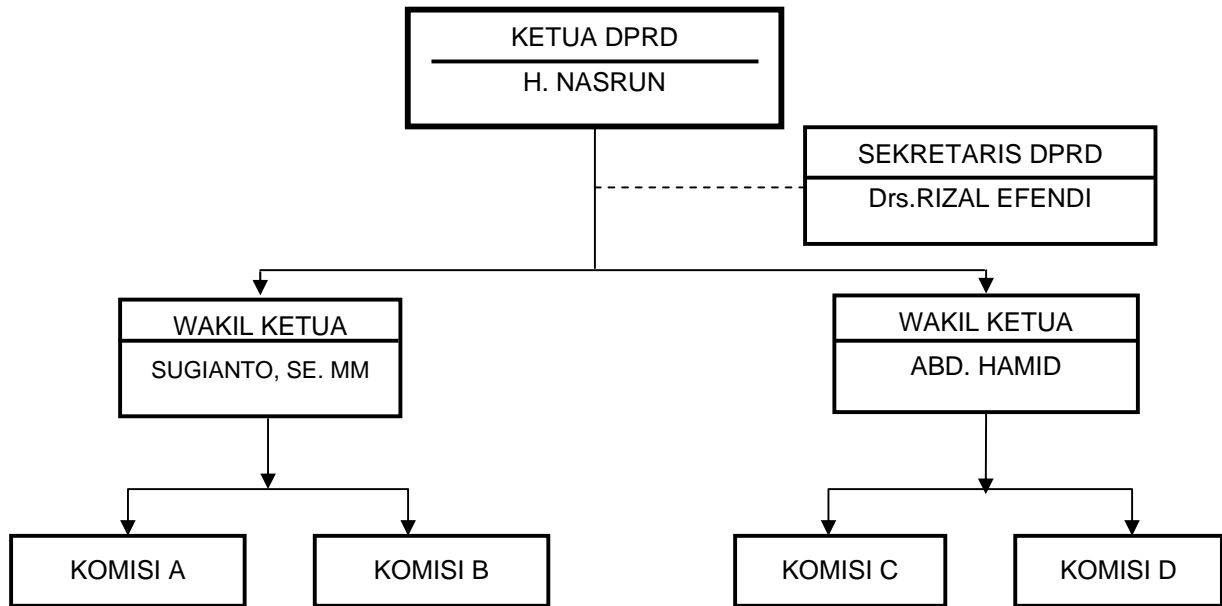 KETUA DPRD
H. NASRUN
SEKRETARIS DPRD
Drs.RIZAL EFENDI
WAKIL KETUA
SUGIANTO, SE. MM
WAKIL KETUA
ABD. HAMID
KOMISI A
KOMISI B
KOMISI C
KOMISI D